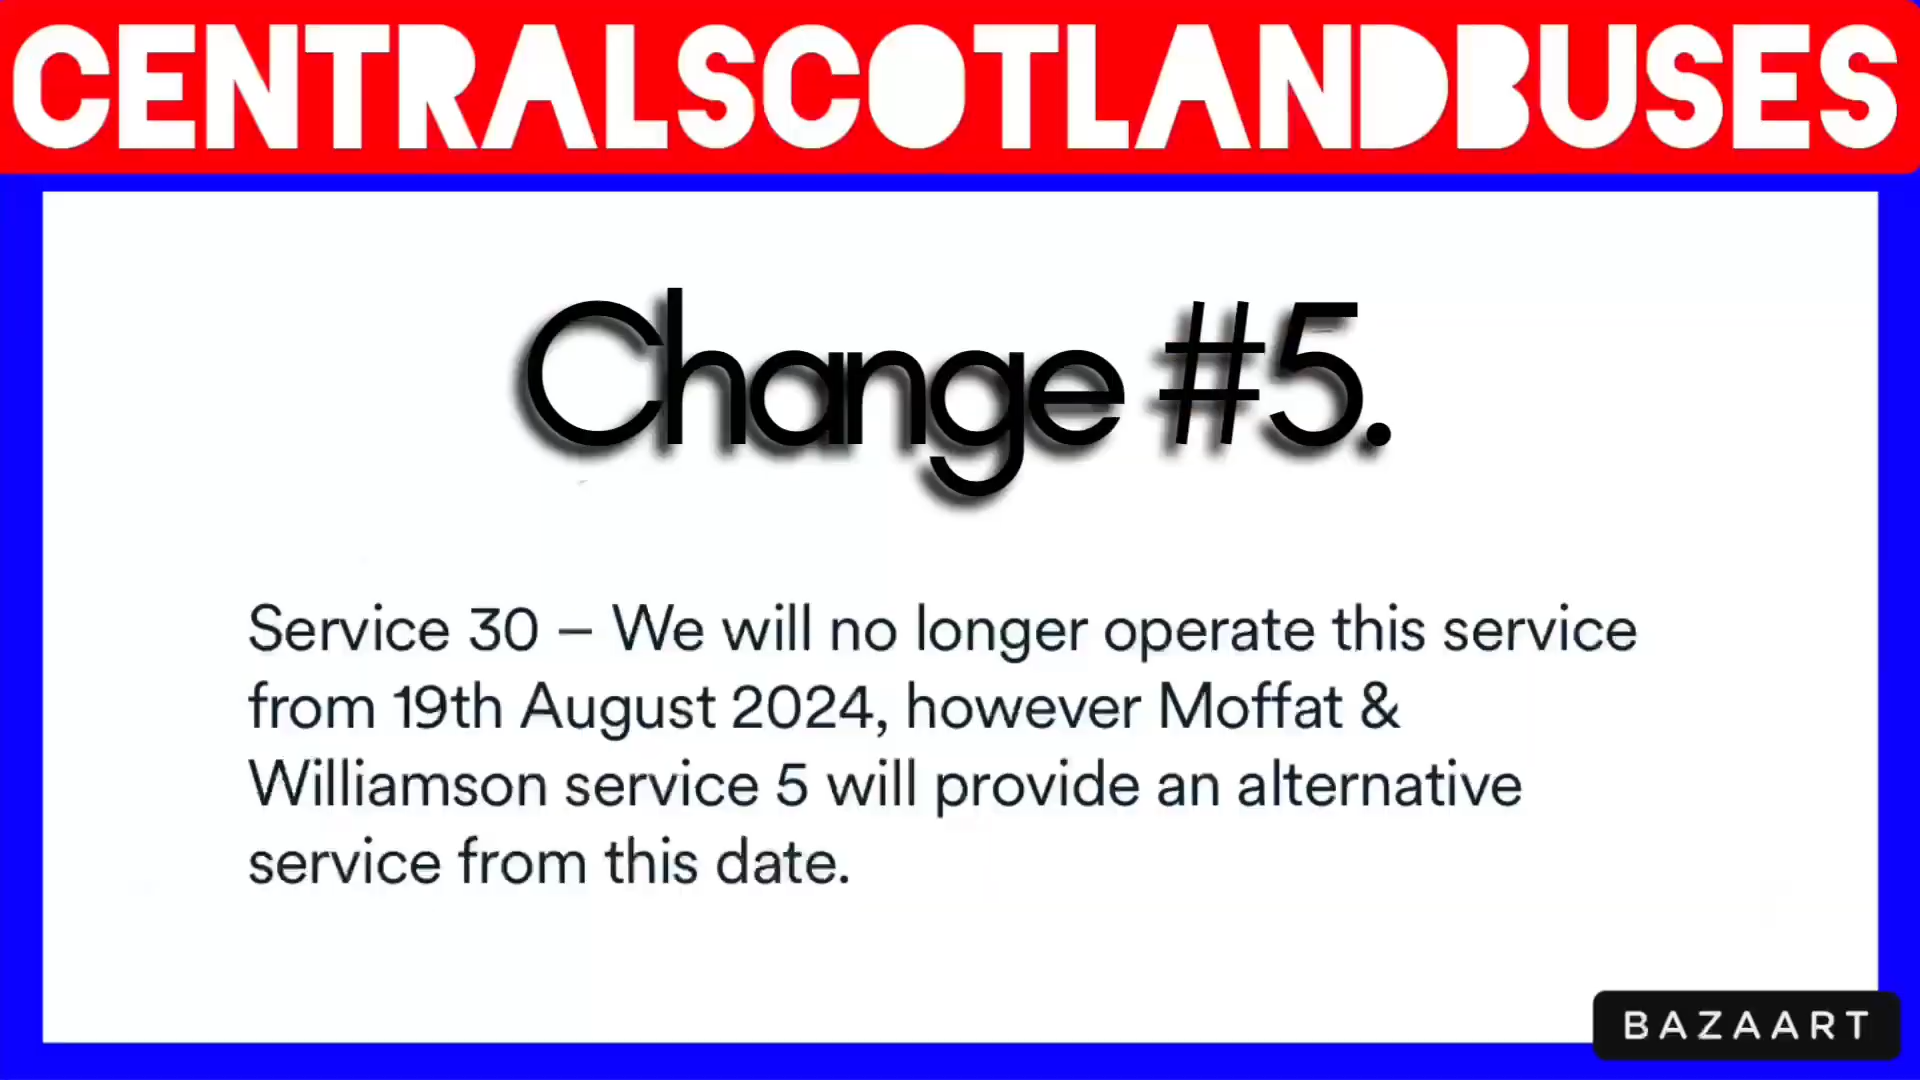 CENTRALSCOTLANDBUSES
Change #5.
Service 30 – We will no longer operate this service
from 19th August 2024, however Moffat &
Williamson service 5 will provide an alternative
service from this date.
BAZAART